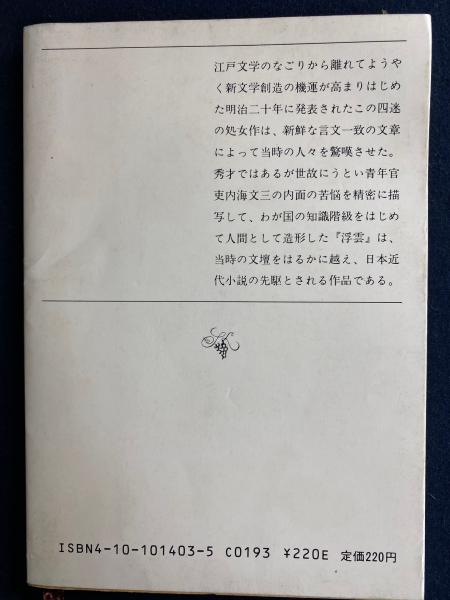 江戸文学のなごりから離れてようや
く新文学創造の機運が高まりはじめ
た明治二十年に発表されたこの四迷
の処女作は、新鮮な言文一致の文章
によって当時の人々を驚嘆させた。
秀才ではあるが世故にうとい青年官
吏内海文三の内面の苦悩を精密に描
写して、わが国の知識階級をはじめ
て人間として造形した『浮雲』は、
当時の文壇をはるかに越え、日本近
代小説の先駆とされる作品である。
ISBN4-10-101403-5 C0193 ¥220E 定価220円